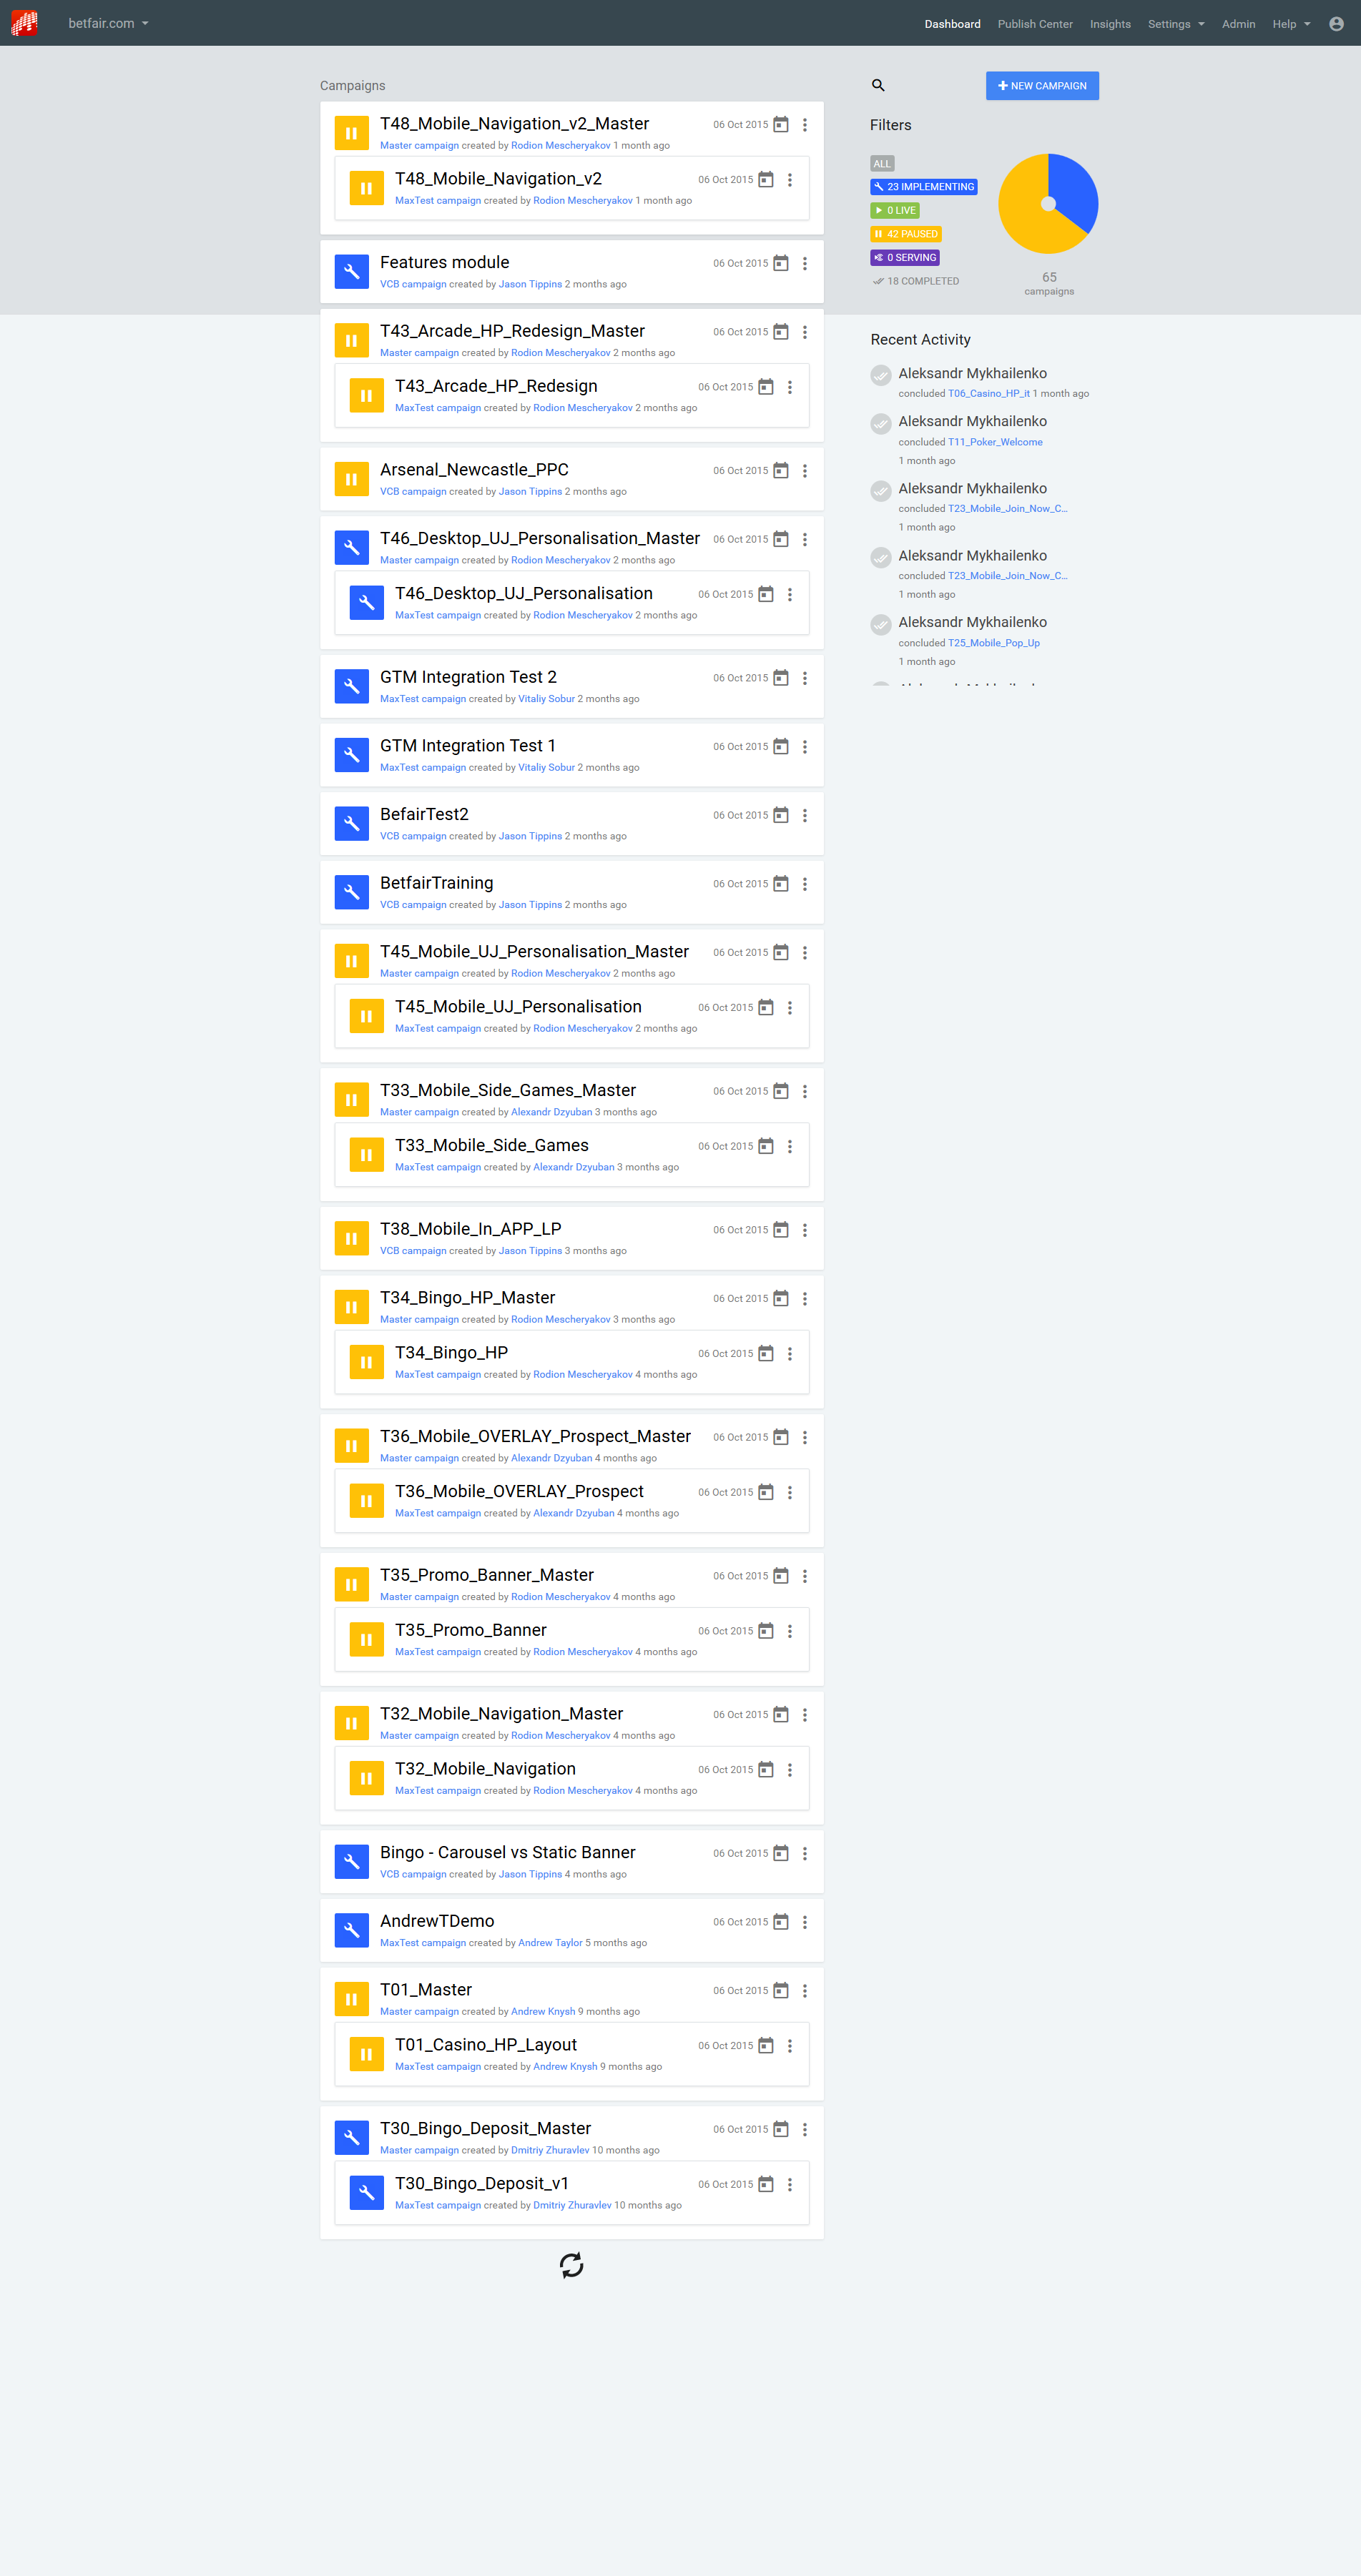 betfair.com
Dashboard Publish Center Insights Settings Admin Help
Campaigns
T48_Mobile_Navigation_v2_Master 06 Oct 2015
Master campaign created by Rodion Mescheryakov 1 month ago
T48_Mobile_Navigation_v2 06 Oct 2015
MaxTest campaign created by Rodion Mescheryakov 1 month ago
Features module 06 Oct 2015
VCB campaign created by Jason Tippins 2 months ago
T43_Arcade_HP_Redesign_Master 06 Oct 2015
Master campaign created by Rodion Mescheryakov 2 months ago
T43_Arcade_HP_Redesign 06 Oct 2015
MaxTest campaign created by Rodion Mescheryakov 2 months ago
Arsenal_Newcastle_PPC 06 Oct 2015
VCB campaign created by Jason Tippins 2 months ago
T46_Desktop_UJ_Personalisation_Master 06 Oct 2015
Master campaign created by Rodion Mescheryakov 2 months ago
T46_Desktop_UJ_Personalisation 06 Oct 2015
MaxTest campaign created by Rodion Mescheryakov 2 months ago
GTM Integration Test 2 06 Oct 2015
MaxTest campaign created by Vitaliy Sobur 2 months ago
GTM Integration Test 1 06 Oct 2015
MaxTest campaign created by Vitaliy Sobur 2 months ago
BefairTest2 06 Oct 2015
VCB campaign created by Jason Tippins 2 months ago
BetfairTraining 06 Oct 2015
VCB campaign created by Jason Tippins 2 months ago
T45_Mobile_UJ_Personalisation_Master 06 Oct 2015
Master campaign created by Rodion Mescheryakov 2 months ago
T45_Mobile_UJ_Personalisation 06 Oct 2015
MaxTest campaign created by Rodion Mescheryakov 2 months ago
T33_Mobile_Side_Games_Master 06 Oct 2015
Master campaign created by Alexandr Dzyuban 3 months ago
T33_Mobile_Side_Games 06 Oct 2015
MaxTest campaign created by Alexandr Dzyuban 3 months ago
T38_Mobile_In_APP_LP 06 Oct 2015
VCB campaign created by Jason Tippins 3 months ago
T34_Bingo_HP_Master 06 Oct 2015
Master campaign created by Rodion Mescheryakov 3 months ago
T34_Bingo_HP 06 Oct 2015
MaxTest campaign created by Rodion Mescheryakov 4 months ago
T36_Mobile_OVERLAY_Prospect_Master 06 Oct 2015
Master campaign created by Alexandr Dzyuban 4 months ago
T36_Mobile_OVERLAY_Prospect 06 Oct 2015
MaxTest campaign created by Alexandr Dzyuban 4 months ago
T35_Promo_Banner_Master 06 Oct 2015
Master campaign created by Rodion Mescheryakov 4 months ago
T35_Promo_Banner 06 Oct 2015
MaxTest campaign created by Rodion Mescheryakov 4 months ago
T32_Mobile_Navigation_Master 06 Oct 2015
Master campaign created by Rodion Mescheryakov 4 months ago
T32_Mobile_Navigation 06 Oct 2015
MaxTest campaign created by Rodion Mescheryakov 4 months ago
Bingo - Carousel vs Static Banner 06 Oct 2015
VCB campaign created by Jason Tippins 4 months ago
AndrewTDemo 06 Oct 2015
MaxTest campaign created by Andrew Taylor 5 months ago
T01_Master 06 Oct 2015
Master campaign created by Andrew Knysh 9 months ago
T01_Casino_HP_Layout 06 Oct 2015
MaxTest campaign created by Andrew Knysh 9 months ago
T30_Bingo_Deposit_Master 06 Oct 2015
Master campaign created by Dmitriy Zhuravlev 10 months ago
T30_Bingo_Deposit_v1 06 Oct 2015
MaxTest campaign created by Dmitriy Zhuravlev 10 months ago
NEW CAMPAIGN
Filters
ALL
23 IMPLEMENTING
0 LIVE
42 PAUSED
0 SERVING
18 COMPLETED
65
campaigns
Recent Activity
Aleksandr Mykhailenko
concluded T06_Casino_HP_it 1 month ago
Aleksandr Mykhailenko
concluded T11_Poker_Welcome
1 month ago
Aleksandr Mykhailenko
concluded T23_Mobile_Join_Now_C...
1 month ago
Aleksandr Mykhailenko
concluded T23_Mobile_Join_Now_C...
1 month ago
Aleksandr Mykhailenko
concluded T25_Mobile_Pop_Up
1 month ago